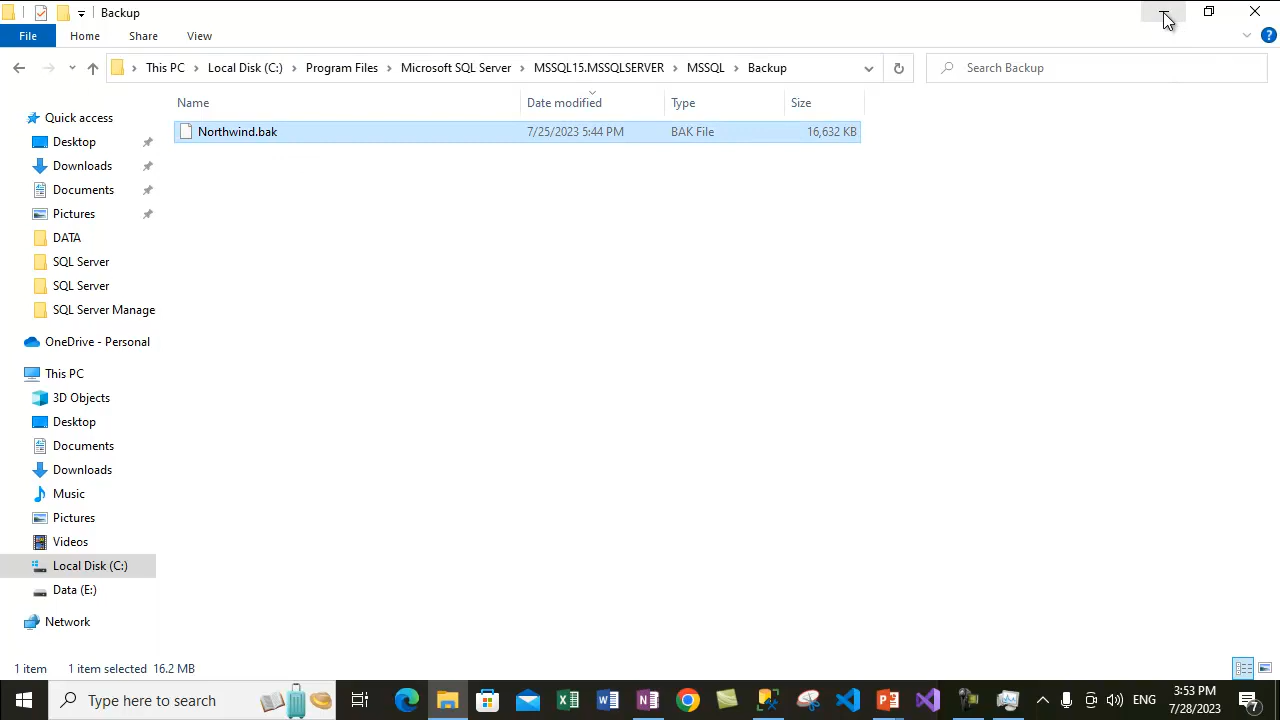 Backup
File Home Share View
This PC Local Disk (C:) Program Files Microsoft SQL Server MSSQL15.MSSQLSERVER MSSQL Backup Search Backup
Name Date modified Type Size
Northwind.bak 7/25/2023 5:44 PM BAK File 16,632 KB
Quick access
Desktop
Downloads
Documents
Pictures
DATA
SQL Server
SQL Server
SQL Server Manage
OneDrive - Personal
This PC
3D Objects
Desktop
Documents
Downloads
Music
Pictures
Videos
Local Disk (C:)
Data (E:)
Network
1 item 1 item selected 16.2 MB
Type here to search
ENG
3:53 PM
7/28/2023
7